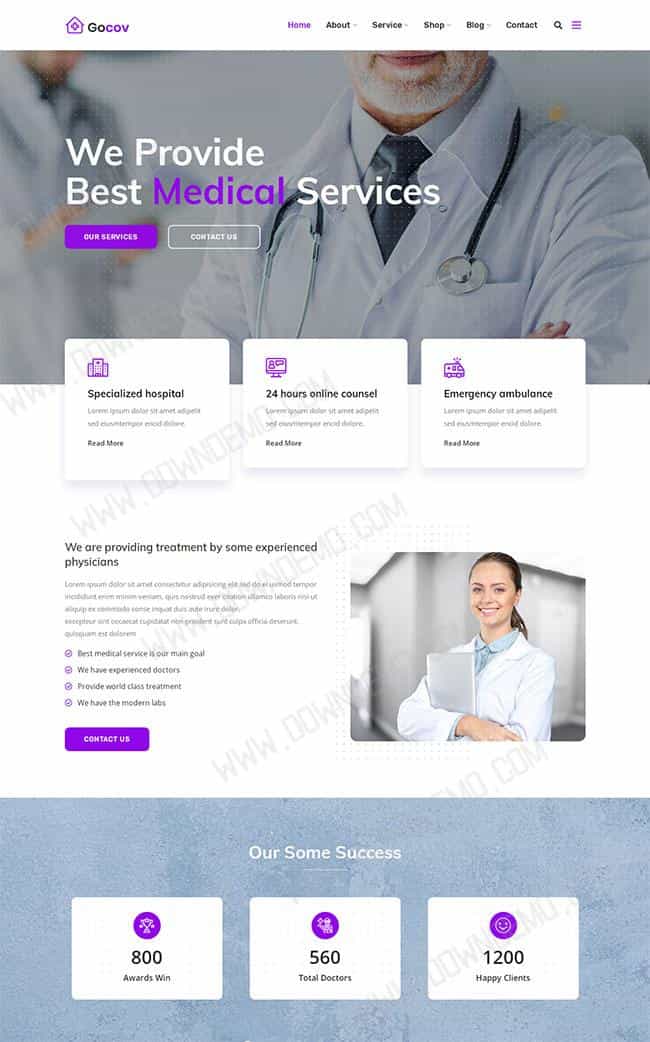 Gocov
Home About Service Shop Blog Contact
We Provide
Best Medical Services
OUR SERVICES CONTACT US
Specialized hospital
Lorem ipsum dolor sit amet adipelit
sed eiusmtempor encid dolore.
Read More
24 hours online counsel
Lorem ipsum dolor sit amet adipelit
sed eiusmtempor encid dolore.
Read More
Emergency ambulance
Lorem ipsum dolor sit amet adipelit
sed eiusmtempor encid dolore.
Read More
We are providing treatment by some experienced
physicians
Lorem ipsum dolor sit amet consectetur adipisicing elit sed do ei usmod tempor
incididunt enim minim veniam, quis nostrud exer citation ullamco laboris nisi ut
aliquip ex commodo conse imquat duis aute irure dolor.
excepteur sint occaecat cupidatat non proident sunt culpa officia deserunt.
quisquam est dolorem
Best medical service is our main goal
We have experienced doctors
Provide world class treatment
We have the modern labs
CONTACT US
Our Some Success
800
Awards Win
560
Total Doctors
1200
Happy Clients
WWW.DOWNDEMO.COM
WWW.DOWNDEMO.COM
WWW.DOWNDEMO.COM